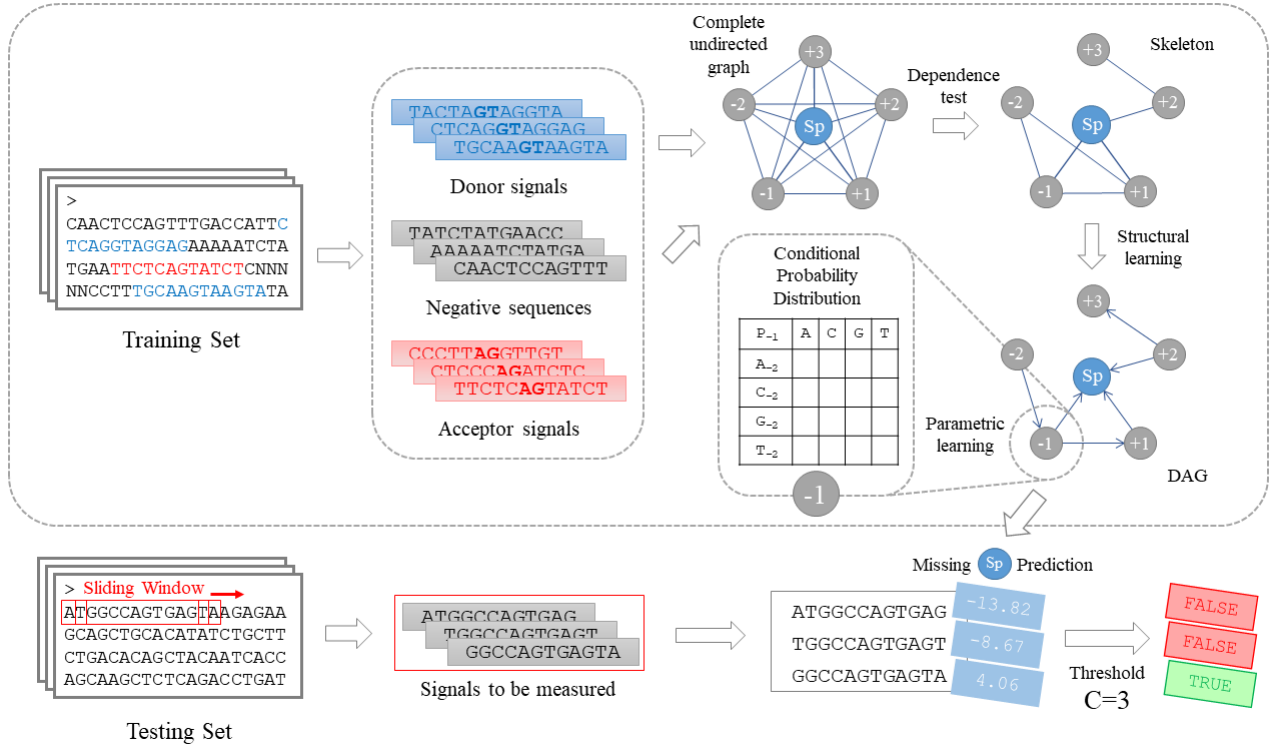 >
CAACTCCAGTTTGACCATTC
TCAGGTAGGAGAAAAATCTA
TGAATTCTCAGTATCTCNNN
NNCCTTTGCAAGTAAGTATA
Training Set
TACTAGTAGGTA
CTCAGGTAGGAG
TGCAAGTAAGTA
Donor signals
TATCTATGAACC
AAAAATCTATGA
CAACTCCAGTTT
Negative sequences
CCCTTAGGTTGT
CTCCCAGATCTC
TTCTCAGTATCT
Acceptor signals
Complete
undirected
graph
+3
-2
+2
Sp
-1
+1
Dependence
test
Skeleton
+3
-2
+2
Sp
-1
+1
Structural
learning
Conditional
Probability
Distribution
P-1 A C G T
A-2
C-2
G-2
T-2
-1
Parametric
learning
+3
-2
+2
Sp
-1
+1
DAG
> Sliding Window
ATGGCCAGTGAGTAAGAGAA
GCAGCTGCACATATCTGCTT
CTGACACAGCTACAATCACC
AGCAAGCTCTCAGACCTGAT
Testing Set
ATGGCCAGTGAG
TGGCCAGTGAGT
GGCCAGTGAGTA
Signals to be measured
Missing Sp Prediction
ATGGCCAGTGAG -13.82
TGGCCAGTGAGT -8.67
GGCCAGTGAGTA 4.06
Threshold
C=3
FALSE
FALSE
TRUE